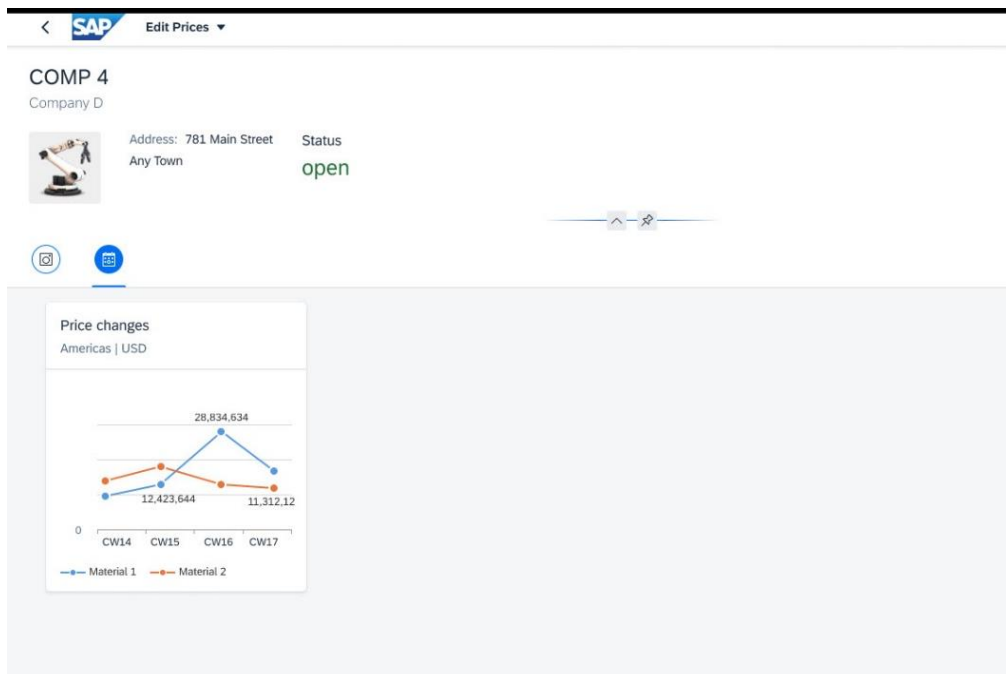 SAP Edit Prices
COMP 4
Company D
Address: 781 Main Street
Any Town
Status
open
Price changes
Americas | USD
28,834,634
12,423,644
11,312,12
0
CW14 CW15 CW16 CW17
Material 1 Material 2